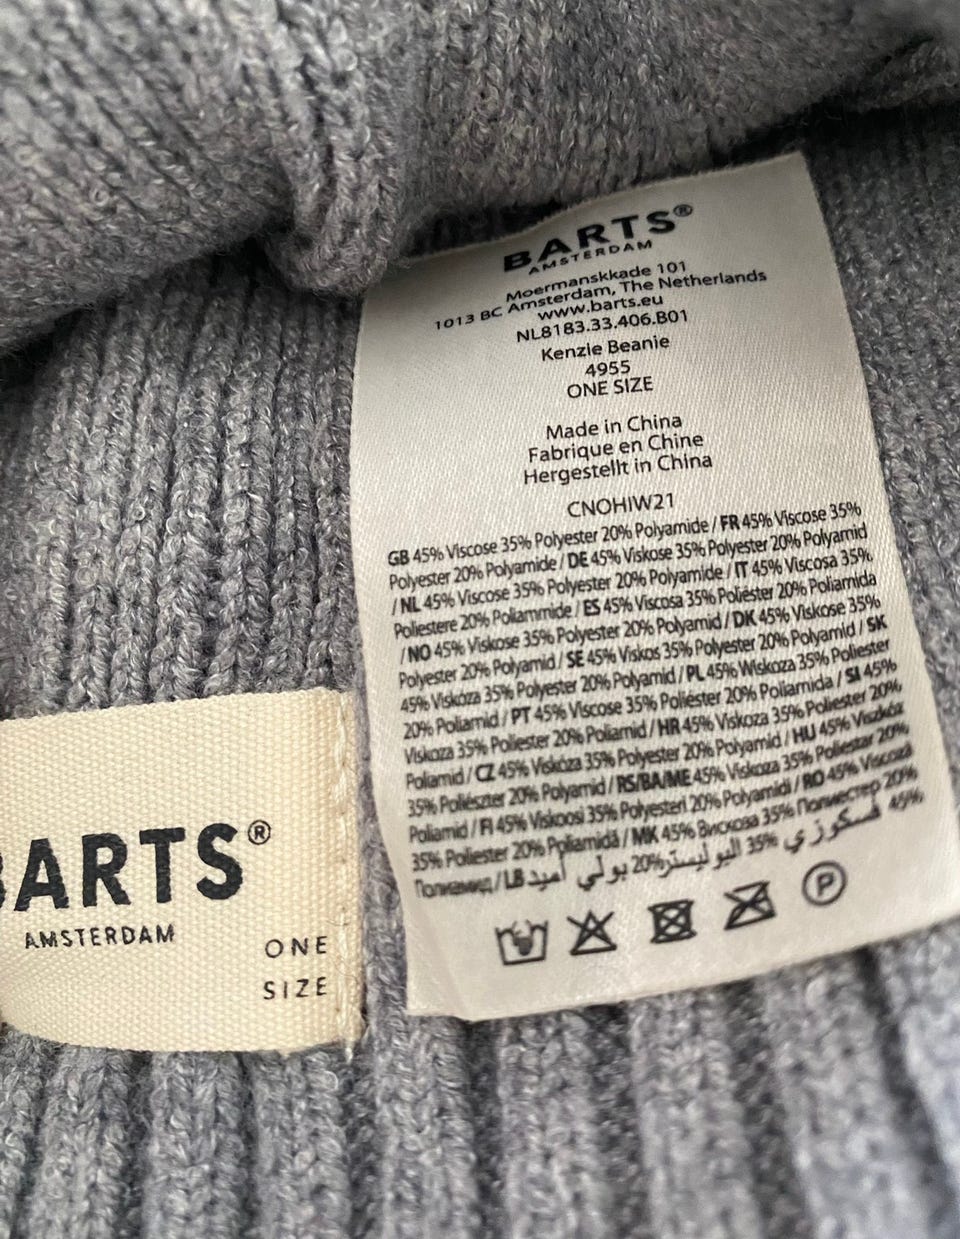 BARTS®
AMSTERDAM
Moermanskkade 101
1013 BC Amsterdam, The Netherlands
www.barts.eu
NL8183.33.406.B01
Kenzie Beanie
4955
ONE SIZE
Made in China
Fabrique en Chine
Hergestellt in China
CNOHIW21
GB 45% Viscose 35% Polyester 20% Polyamide / FR 45% Viscose 35%
Polyester 20% Polyamide / DE 45% Viskose 35% Polyester 20% Polyamid
/ NL 45% Viscose 35% Polyester 20% Polyamide / IT 45% Viscosa 35%
Poliestere 20% Poliammide / ES 45% Viscosa 35% Poliéster 20% Poliamida
/ NO 45% Viskose 35% Polyester 20% Polyamid / DK 45% Viskose 35%
Polyester 20% Polyamid / SE 45% Viskos 35% Polyester 20% Polyamid / SK
45% Viskóza 35% Polyester 20% Polyamid / PL 45% Wiskoza 35% Poliester
20% Poliamid / PT 45% Viscose 35% Poliéster 20% Poliamida / SI 45%
Viskoza 35% Poliester 20% Poliamid / HR 45% Viskoza 35% Poliester 20%
Poliamid / CZ 45% Viskóza 35% Polyester 20% Polyamid / HU 45% Viszkóz
35% Poliészter 20% Polyamid / RS/BA/ME 45% Viskoza 35% Poliestar 20%
Poliamid / FI 45% Viskoosi 35% Polyesteri 20% Polyamidi / RO 45% Viscoză
35% Poliester 20% Poliamidă / MK 45% Вискоза 35% Полиестер 20%
Полиамид / LB 45% فسكوزي 35% البوليستر 20% بولي أميد
P
BARTS®
AMSTERDAM
ONE
SIZE